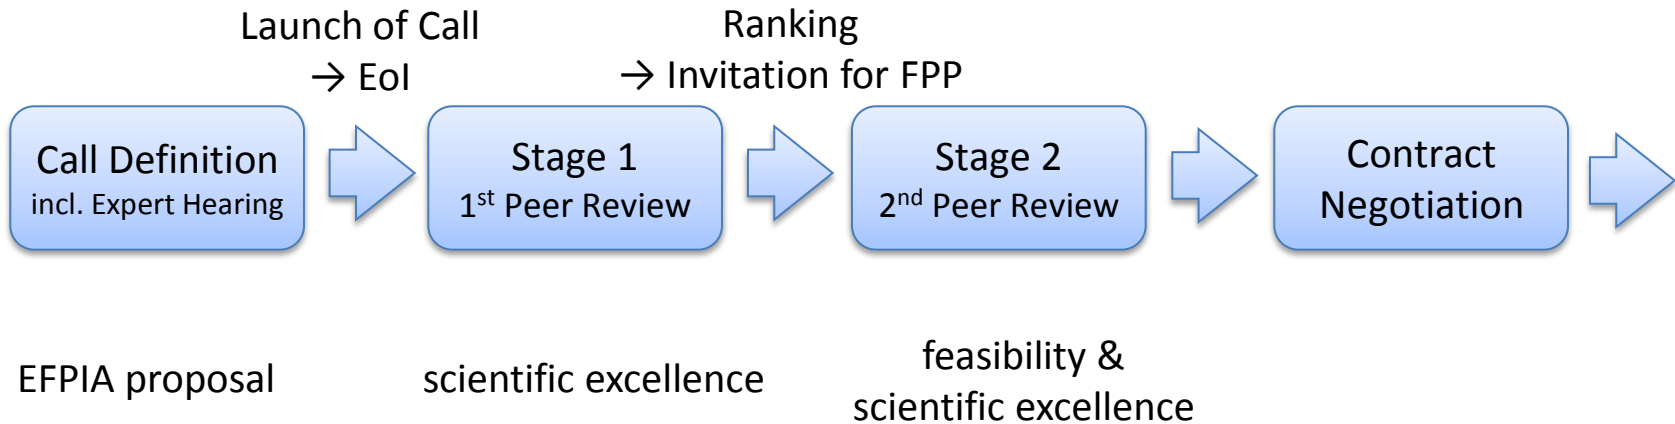 Launch of Call
→ EoI
Ranking
→ Invitation for FPP
Call Definition
incl. Expert Hearing
Stage 1
1st Peer Review
Stage 2
2nd Peer Review
Contract
Negotiation
EFPIA proposal
scientific excellence
feasibility &
scientific excellence